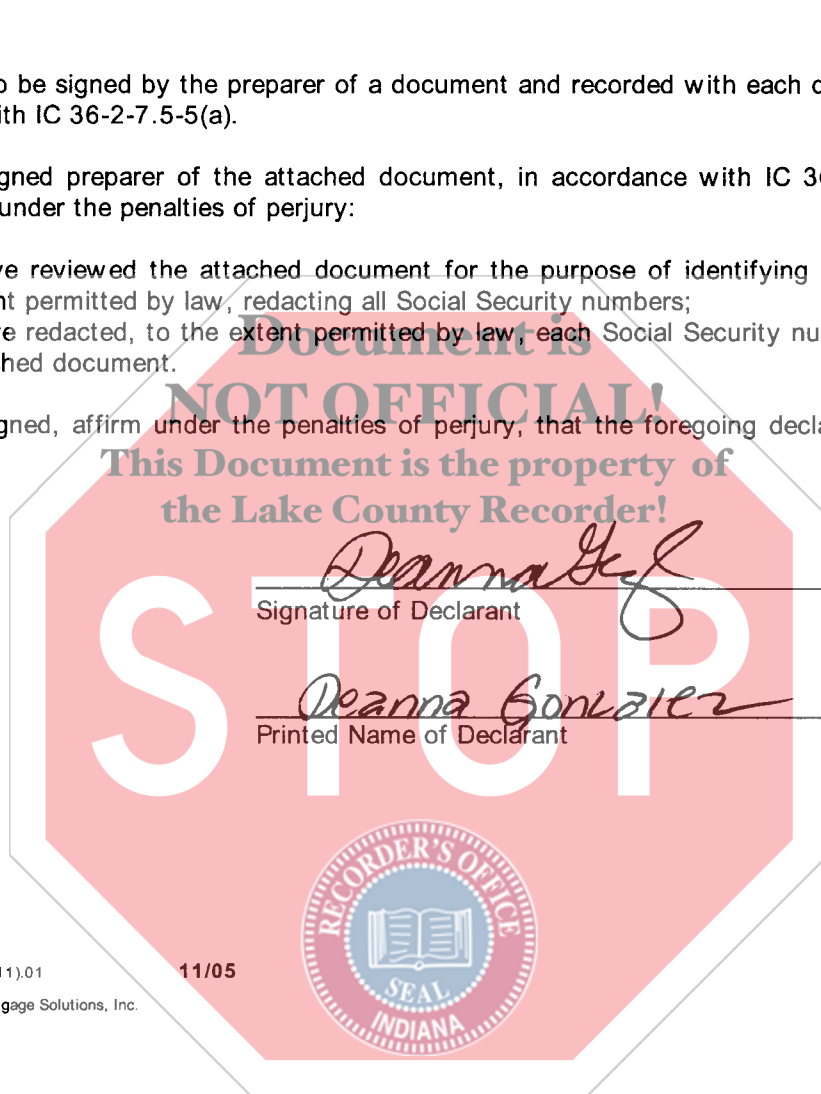 o be signed by the preparer of a document and recorded with each
ith IC 36-2-7.5-5(a).
gned preparer of the attached document, in accordance with IC
under the penalties of perjury:
ve reviewed the attached document for the purpose of identifying
nt permitted by law, redacting all Social Security numbers;
ve redacted, to the extent permitted by law, each Social Security nu
hed document.
Document is
NOT OFFICIAL!
gned, affirm under the penalties of perjury, that the foregoing decla
This Document is the property of
the Lake County Recorder!
Deanna
Signature of Declarant
Deanna Gonzalez
Printed Name of Declarant
STOP
RECORDER'S OFFICE
SEAL
INDIANA
11).01 11/05
gage Solutions, Inc.